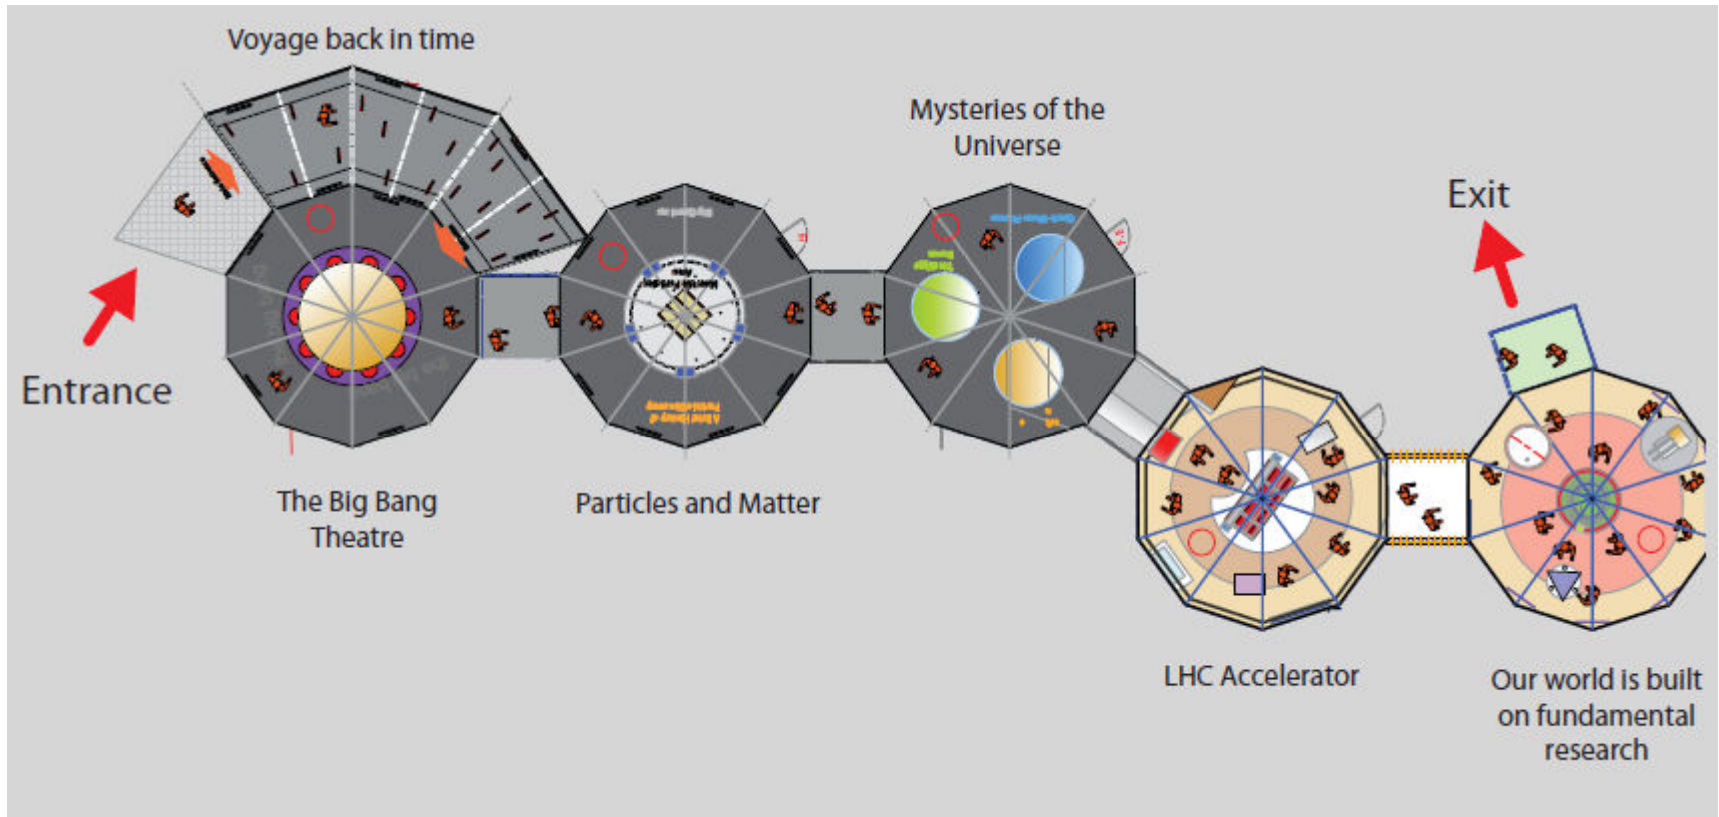 Voyage back in time
Mysteries of the
Universe
Exit
Entrance
The Big Bang
Theatre
Particles and Matter
LHC Accelerator
Our world is built
on fundamental
research